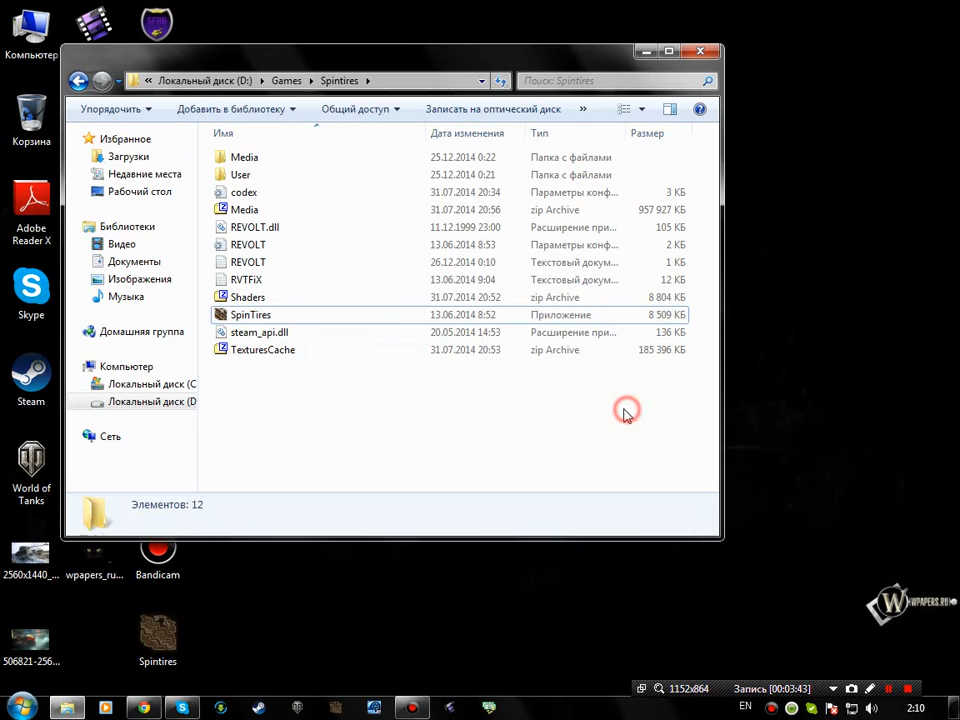 Компьютер
Корзина
Adobe
Reader X
Skype
Steam
World of
Tanks
2560x1440_...
wpapers_ru...
Bandicam
506821-256...
Spintires
SFRB
« Локальный диск (D:) ▸ Games ▸ Spintires ▸
Поиск: Spintires
Упорядочить Добавить в библиотеку Общий доступ Записать на оптический диск »
Избранное
Загрузки
Недавние места
Рабочий стол
Библиотеки
Видео
Документы
Изображения
Музыка
Домашняя группа
Компьютер
Локальный диск (C
Локальный диск (D
Сеть
Имя Дата изменения Тип Размер
Media 25.12.2014 0:22 Папка с файлами
User 25.12.2014 0:21 Папка с файлами
codex 31.07.2014 20:34 Параметры конф... 3 КБ
Media 31.07.2014 20:56 zip Archive 957 927 КБ
REVOLT.dll 11.12.1999 23:00 Расширение при... 105 КБ
REVOLT 13.06.2014 8:53 Параметры конф... 2 КБ
REVOLT 26.12.2014 0:10 Текстовый докум... 1 КБ
RVTFiX 13.06.2014 9:04 Текстовый докум... 12 КБ
Shaders 31.07.2014 20:52 zip Archive 8 804 КБ
SpinTires 13.06.2014 8:52 Приложение 8 509 КБ
steam_api.dll 20.05.2014 14:53 Расширение при... 136 КБ
TexturesCache 31.07.2014 20:53 zip Archive 185 396 КБ
Элементов: 12
W WPAPERS.RU
1152x864 Запись [00:03:43]
EN 2:10